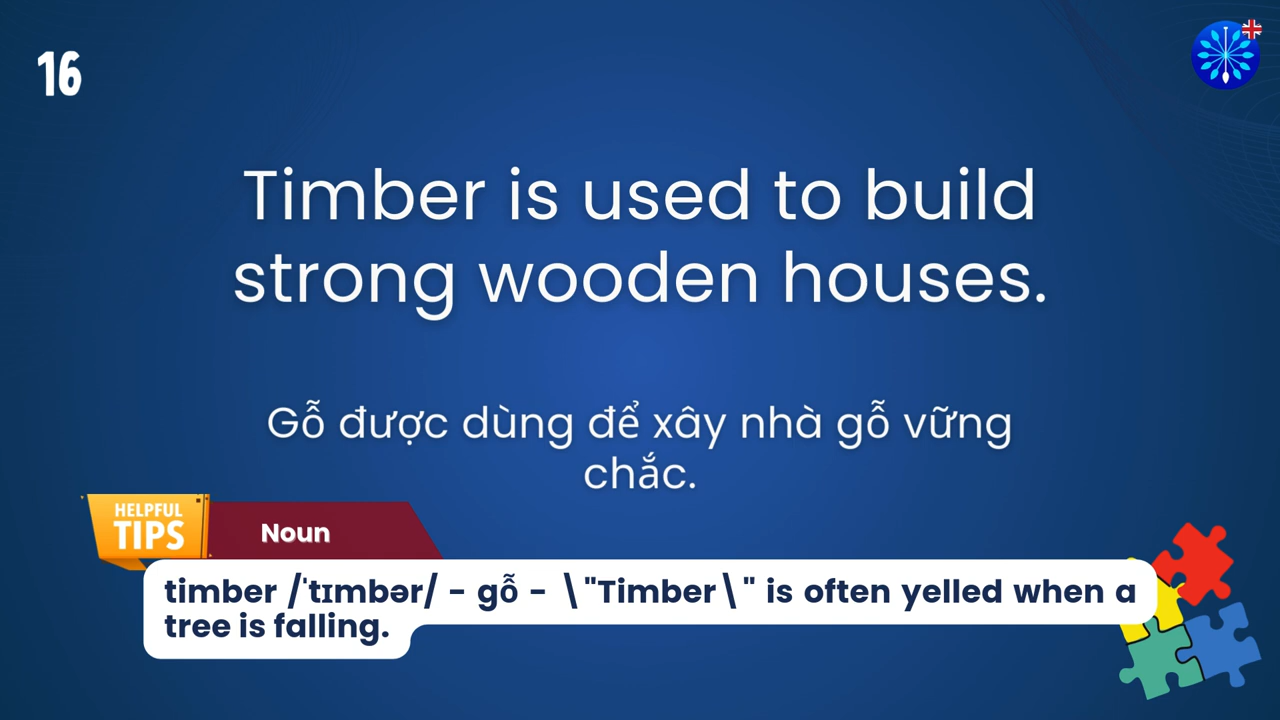 16
Timber is used to build
strong wooden houses.
Gỗ được dùng để xây nhà gỗ vững
chắc.
HELPFUL
TIPS
Noun
timber /ˈtɪmbər/ - gỗ - \"Timber\" is often yelled when a
tree is falling.